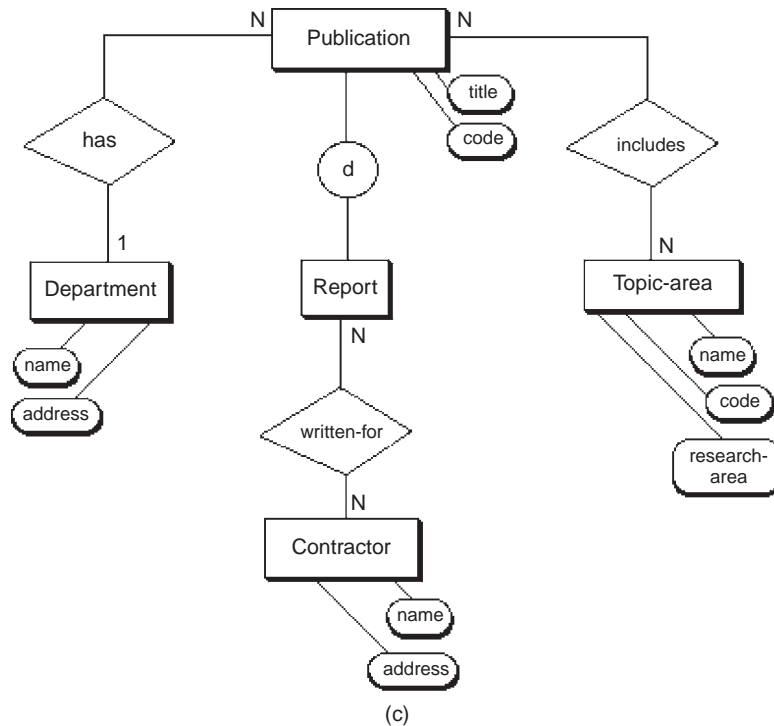 N
Publication
N
title
code
has
d
includes
1
N
Department
Report
Topic-area
name
address
N
name
code
research-
area
written-for
N
Contractor
name
address
(c)